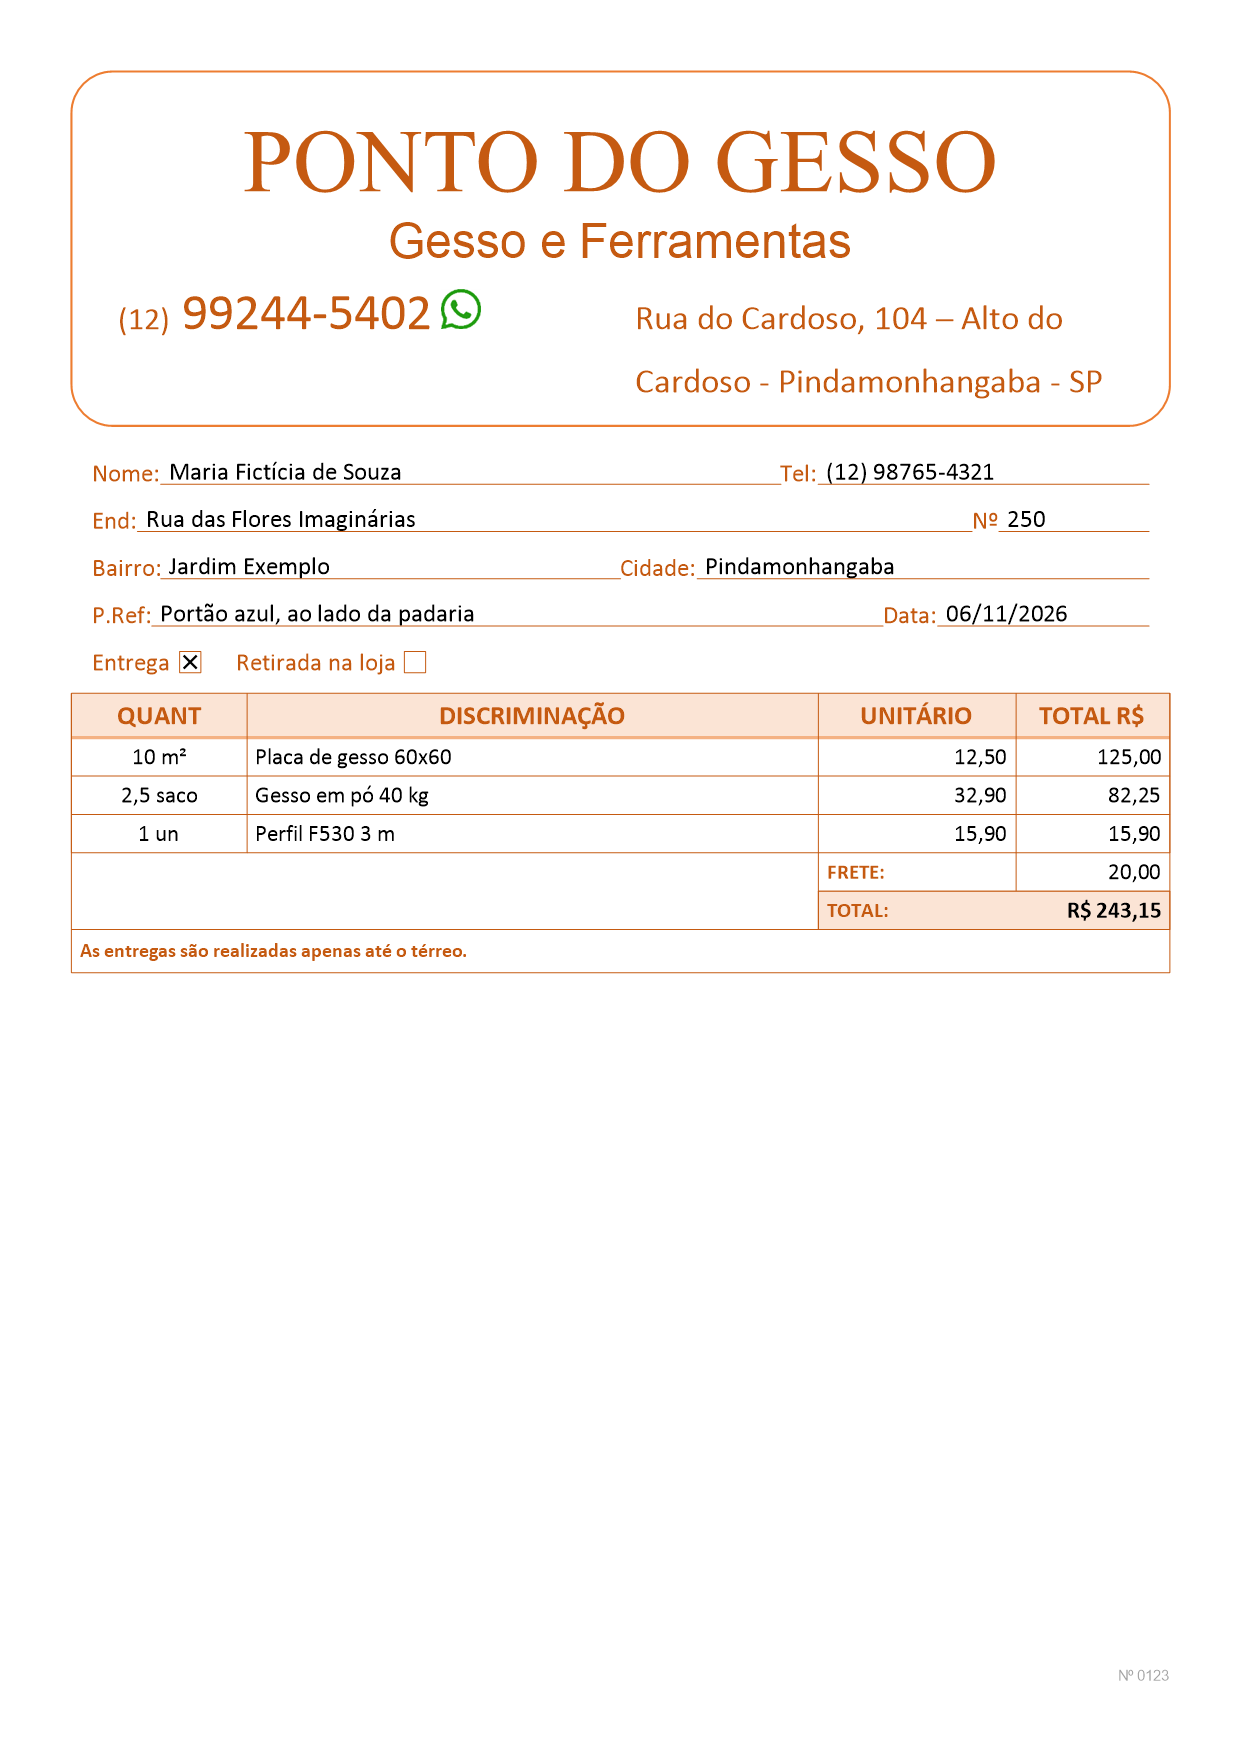 PONTO DO GESSO
Gesso e Ferramentas
(12) 99244-5402
Rua do Cardoso, 104 – Alto do
Cardoso - Pindamonhangaba - SP
Nome: Maria Fictícia de Souza Tel: (12) 98765-4321
End: Rua das Flores Imaginárias Nº 250
Bairro: Jardim Exemplo Cidade: Pindamonhangaba
P.Ref: Portão azul, ao lado da padaria Data: 06/11/2026
Entrega ☒ Retirada na loja ☐
QUANT DISCRIMINAÇÃO UNITÁRIO TOTAL R$
10 m² Placa de gesso 60x60 12,50 125,00
2,5 saco Gesso em pó 40 kg 32,90 82,25
1 un Perfil F530 3 m 15,90 15,90
FRETE: 20,00
TOTAL: R$ 243,15
As entregas são realizadas apenas até o térreo.
Nº 0123